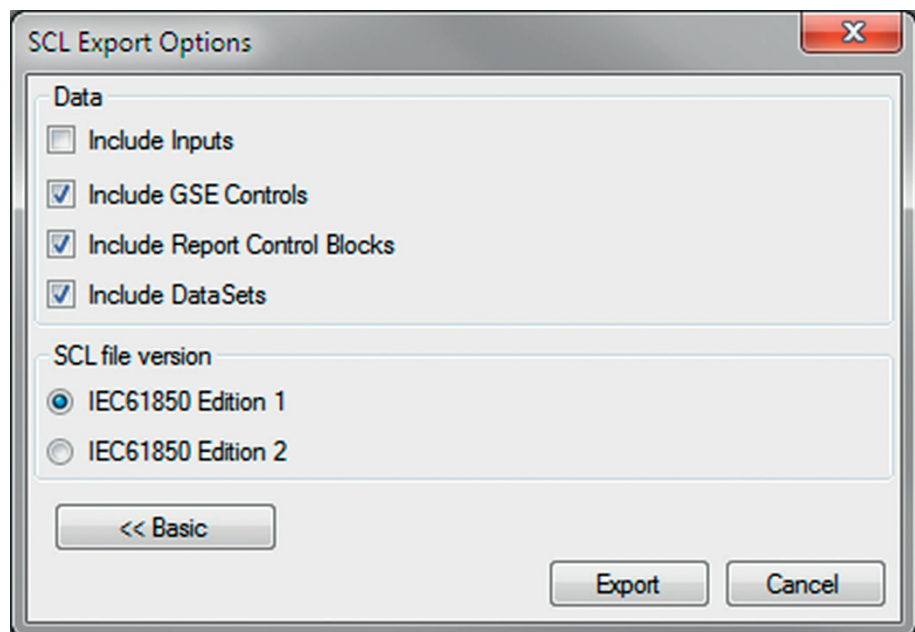 SCL Export Options
Data
Include Inputs
Include GSE Controls
Include Report Control Blocks
Include DataSets
SCL file version
IEC61850 Edition 1
IEC61850 Edition 2
<< Basic
Export Cancel